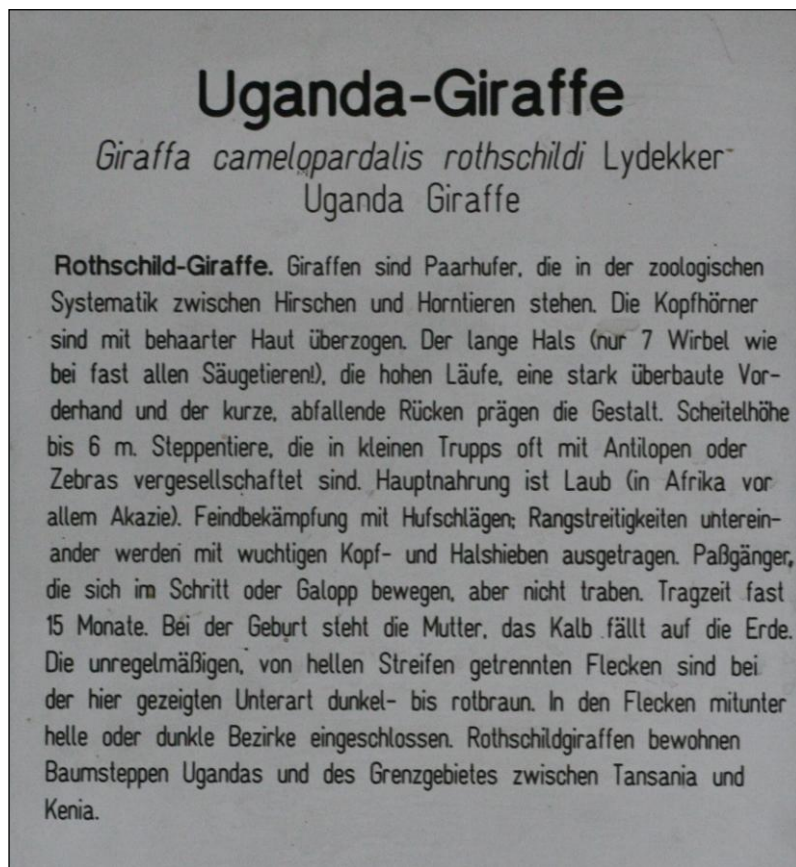 Uganda-Giraffe
Giraffa camelopardalis rothschildi Lydekker
Uganda Giraffe
Rothschild-Giraffe. Giraffen sind Paarhufer, die in der zoologischen
Systematik zwischen Hirschen und Horntieren stehen. Die Kopfhörner
sind mit behaarter Haut überzogen. Der lange Hals (nur 7 Wirbel wie
bei fast allen Säugetieren!), die hohen Läufe, eine stark überbaute Vor-
derhand und der kurze, abfallende Rücken prägen die Gestalt. Scheitelhöhe
bis 6 m. Steppentiere, die in kleinen Trupps oft mit Antilopen oder
Zebras vergesellschaftet sind. Hauptnahrung ist Laub (in Afrika vor
allem Akazie). Feindbekämpfung mit Hufschlägen; Rangstreitigkeiten unterein-
ander werden mit wuchtigen Kopf- und Halshieben ausgetragen. Paßgänger,
die sich im Schritt oder Galopp bewegen, aber nicht traben. Tragzeit fast
15 Monate. Bei der Geburt steht die Mutter, das Kalb fällt auf die Erde.
Die unregelmäßigen, von hellen Streifen getrennten Flecken sind bei
der hier gezeigten Unterart dunkel- bis rotbraun. In den Flecken mitunter
helle oder dunkle Bezirke eingeschlossen. Rothschildgiraffen bewohnen
Baumsteppen Ugandas und des Grenzgebietes zwischen Tansania und
Kenia.